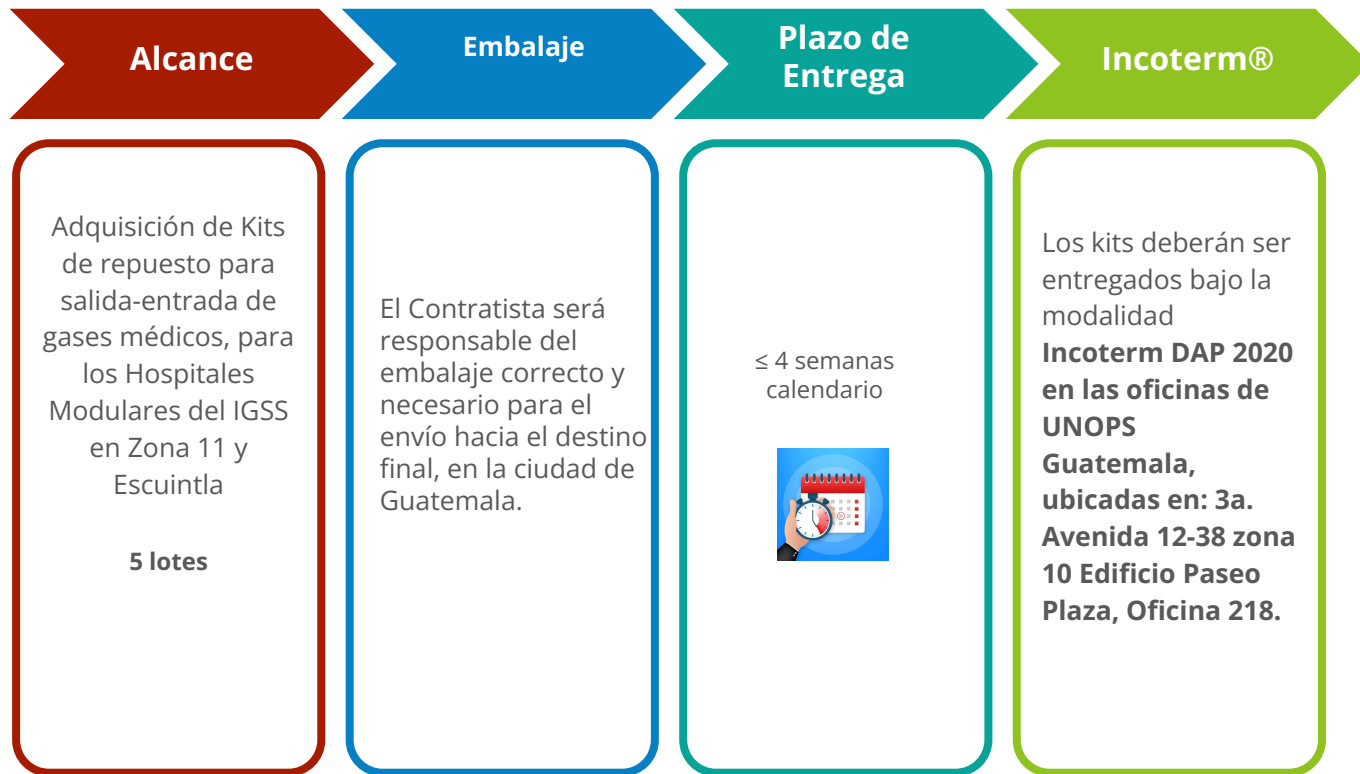 Alcance
Embalaje
Plazo de
Entrega
Incoterm®
Adquisición de Kits
de repuesto para
salida-entrada de
gases médicos, para
los Hospitales
Modulares del IGSS
en Zona 11 y
Escuintla
5 lotes
El Contratista será
responsable del
embalaje correcto y
necesario para el
envío hacia el destino
final, en la ciudad de
Guatemala.
≤ 4 semanas
calendario
Los kits deberán ser
entregados bajo la
modalidad
Incoterm DAP 2020
en las oficinas de
UNOPS
Guatemala,
ubicadas en: 3a.
Avenida 12-38 zona
10 Edificio Paseo
Plaza, Oficina 218.